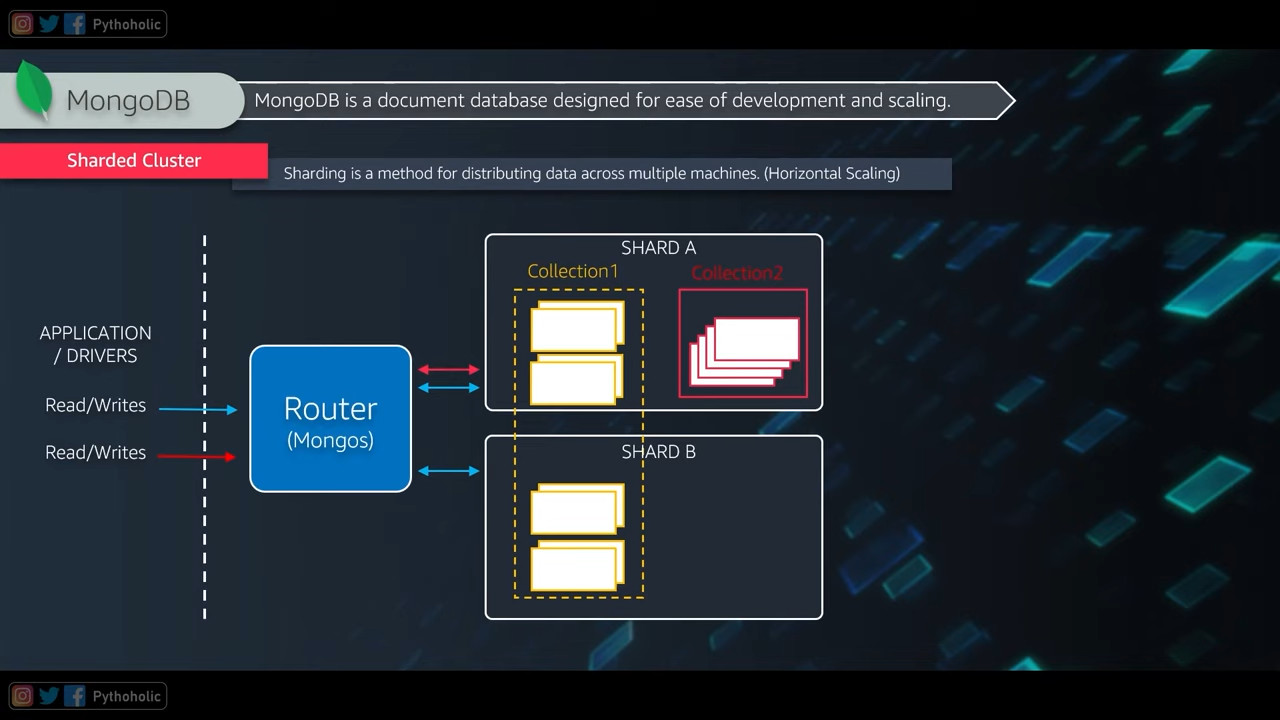 Pythoholic
MongoDB
MongoDB is a document database designed for ease of development and scaling.
Sharded Cluster
Sharding is a method for distributing data across multiple machines. (Horizontal Scaling)
APPLICATION
/ DRIVERS
Read/Writes
Read/Writes
Router
(Mongos)
SHARD A
Collection1
Collection2
SHARD B
Pythoholic